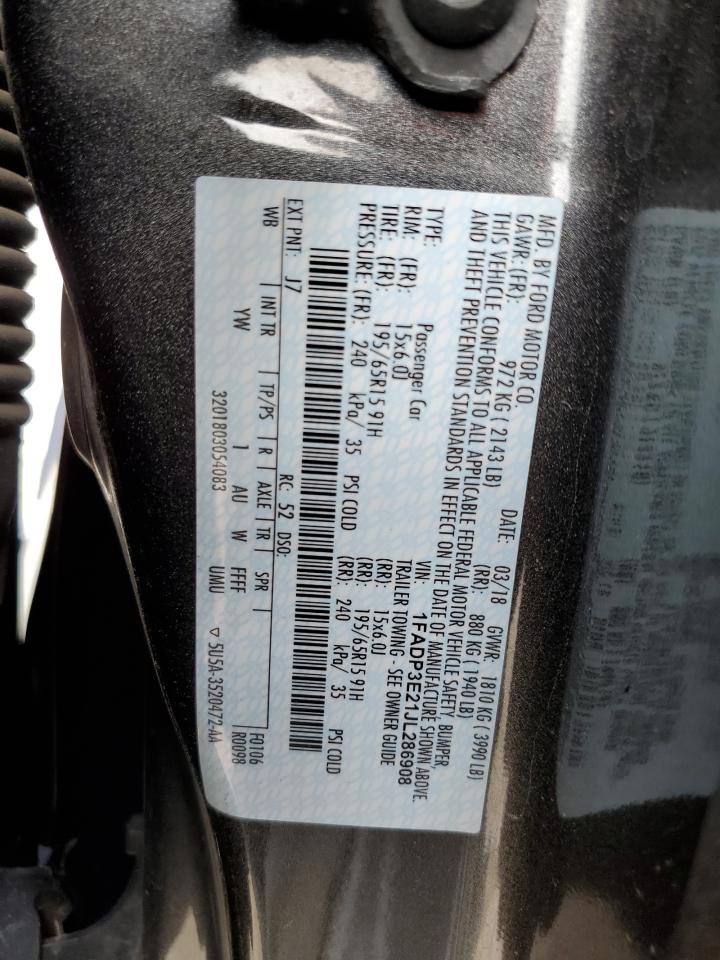 MFD. BY FORD MOTOR CO. DATE: 03/18 GVWR: 1810 KG ( 3990 LB)
GAWR: (FR): 972 KG ( 2143 LB) (RR): 880 KG ( 1940 LB)
THIS VEHICLE CONFORMS TO ALL APPLICABLE FEDERAL MOTOR VEHICLE SAFETY, BUMPER,
AND THEFT PREVENTION STANDARDS IN EFFECT ON THE DATE OF MANUFACTURE SHOWN ABOVE.
VIN: 1FADP3E21JL286908
TYPE: Passenger Car TRAILER TOWING - SEE OWNER GUIDE
RIM: (FR): 15x6.0J (RR): 15x6.0J
TIRE: (FR): 195/65R15 91H (RR): 195/65R15 91H
PRESSURE: (FR): 240 kPa/ 35 PSI COLD (RR): 240 kPa/ 35 PSI COLD
EXT PNT: J7 RC: 52 DSO:
WB | INT TR | TP/PS | R | AXLE | TR | SPR | F0106
YW 1 AU W FFFF R0098
3201803054083 UMU ▽ 5U5A-3520472-AA